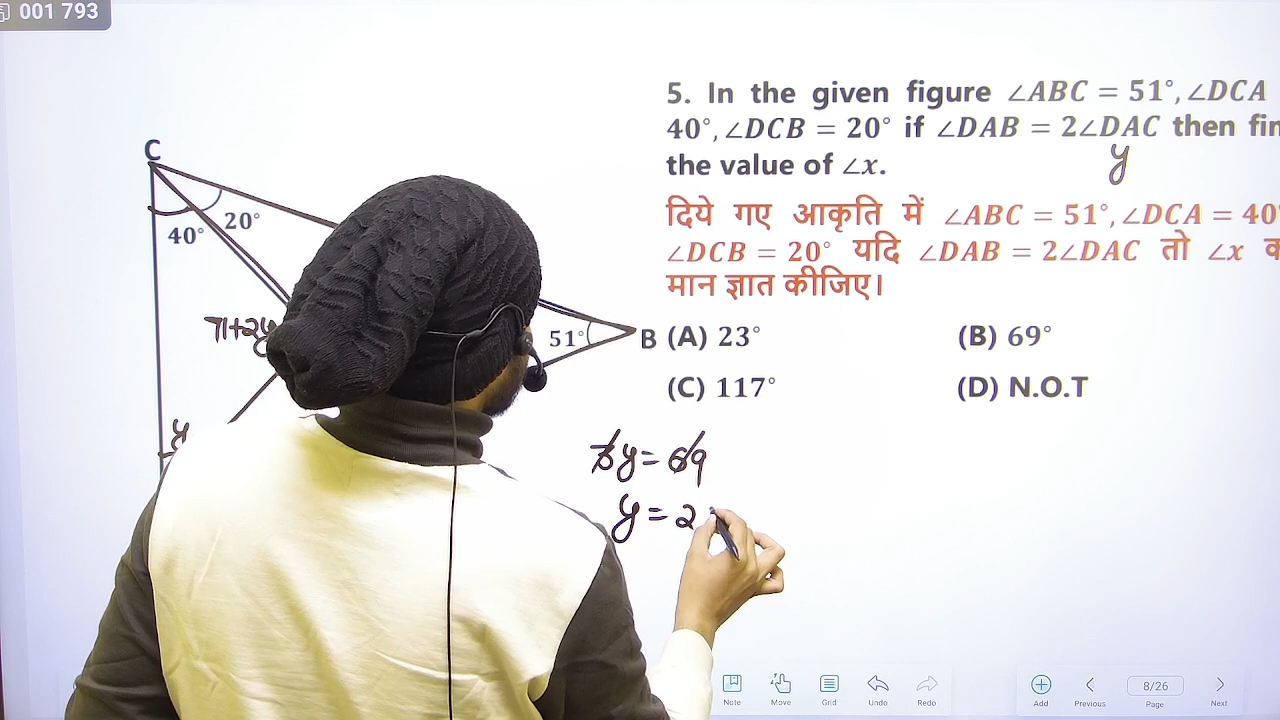 001 793
5. In the given figure ∠ABC = 51°, ∠DCA
40°, ∠DCB = 20° if ∠DAB = 2∠DAC then
the value of ∠x.
y
दिये गए आकृति में ∠ABC = 51°, ∠DCA = 40°
∠DCB = 20° यदि ∠DAB = 2∠DAC तो ∠x
मान ज्ञात कीजिए।
(A) 23°
(B) 69°
(C) 117°
(D) N.O.T
C
20°
40°
51°
B
y
3y = 69
y = 2
Note
Move
Grid
Undo
Redo
Add
Previous
8/26
Page
Next